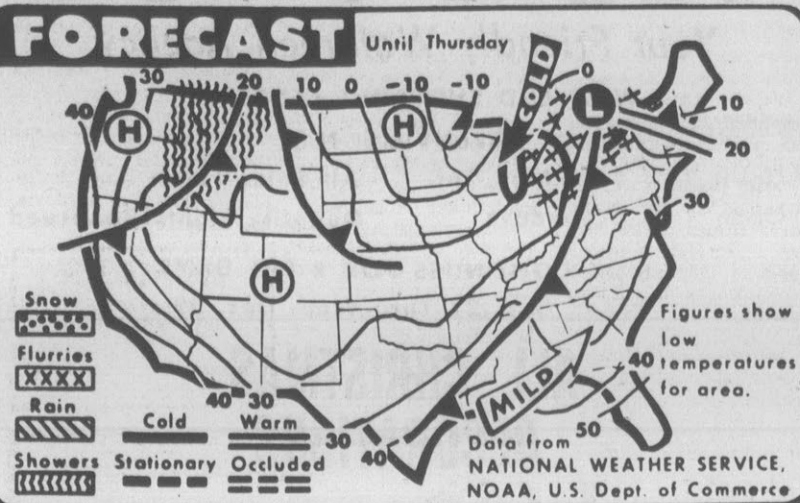 FORECAST Until Thursday
30 20 10 0 -10 -10 COLD 0
40 H H L 10
20
30
H
Snow
Figures show
Flurries
low
40 temperatures
XXXX
for area.
Rain
40 30 MILD
Cold Warm
30 50
Data from
Showers Stationary Occluded 40
NATIONAL WEATHER SERVICE,
NOAA, U.S. Dept. of Commerce